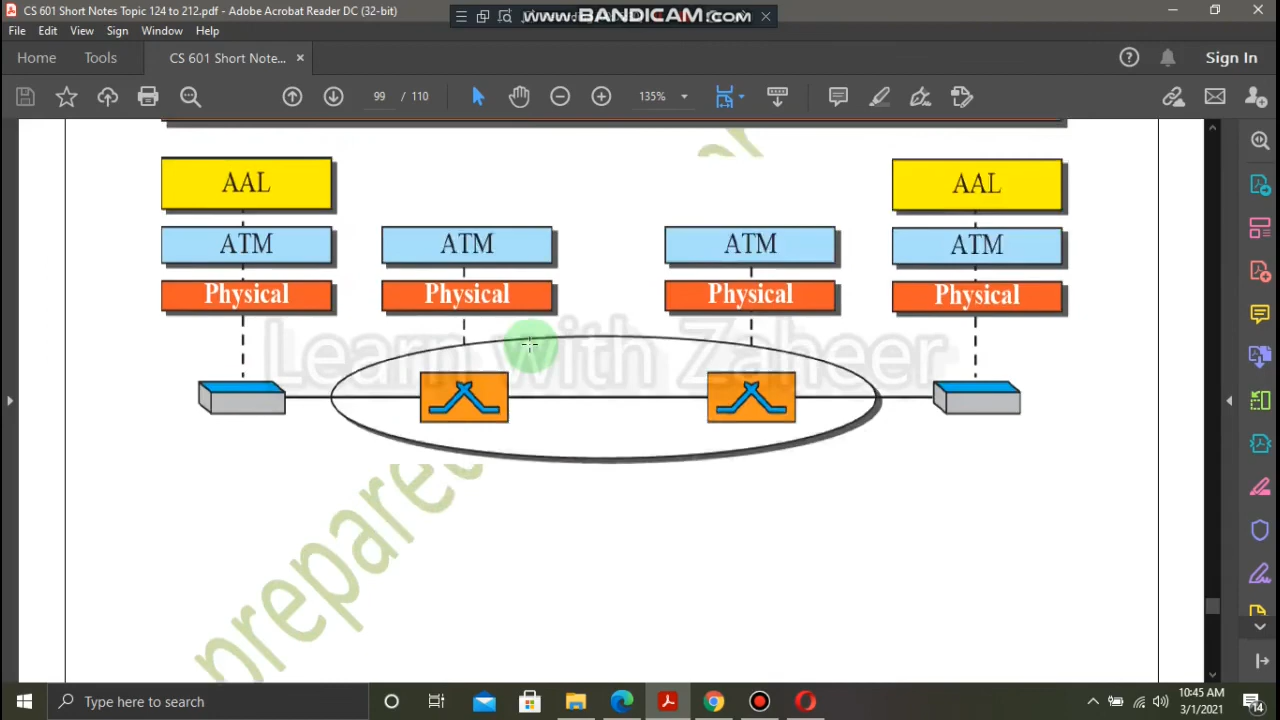 CS 601 Short Notes Topic 124 to 212.pdf - Adobe Acrobat Reader DC (32-bit)
www.BANDICAM.com
File Edit View Sign Window Help
Home Tools CS 601 Short Note... × Sign In
99 / 110 135%
AAL AAL
ATM ATM ATM ATM
Physical Physical Physical Physical
Learn with Zaheer
prepared
Type here to search
10:45 AM
3/1/2021
14